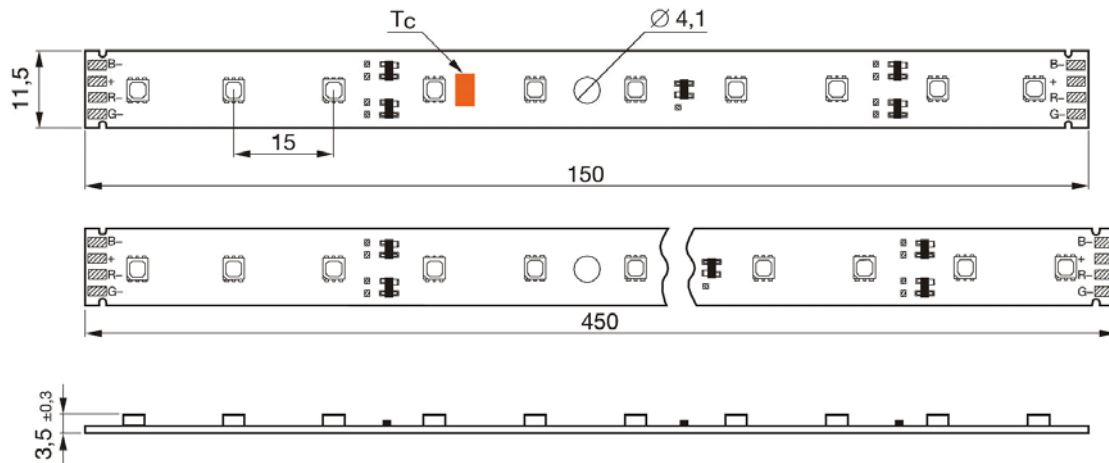 Tc
Ø 4,1
11,5
B–
+
R–
G–
B–
+
R–
G–
15
150
B–
+
R–
G–
B–
+
R–
G–
450
3,5 ±0,3